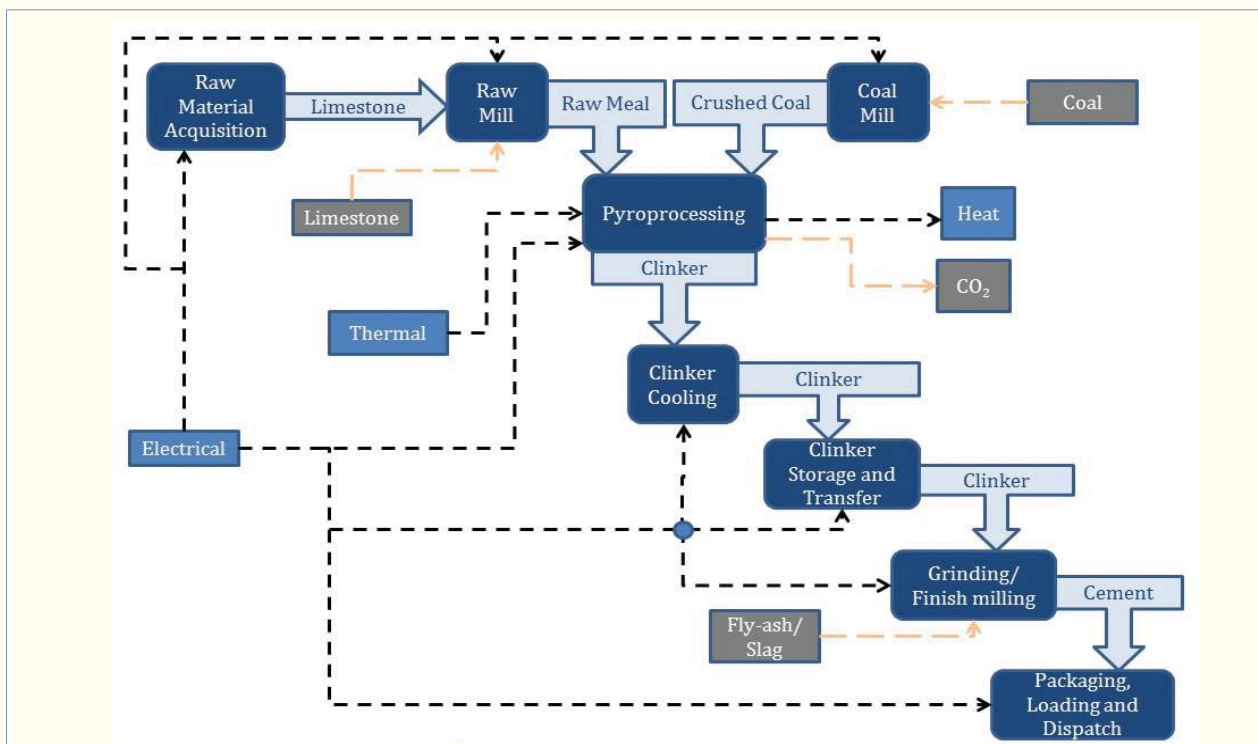 Raw
Material
Acquisition
Limestone
Raw
Mill
Raw Meal
Crushed Coal
Coal
Mill
Coal
Limestone
Pyroprocessing
Heat
Clinker
CO₂
Thermal
Clinker
Cooling
Clinker
Electrical
Clinker
Storage and
Transfer
Clinker
Grinding/
Finish milling
Cement
Fly-ash/
Slag
Packaging,
Loading and
Dispatch